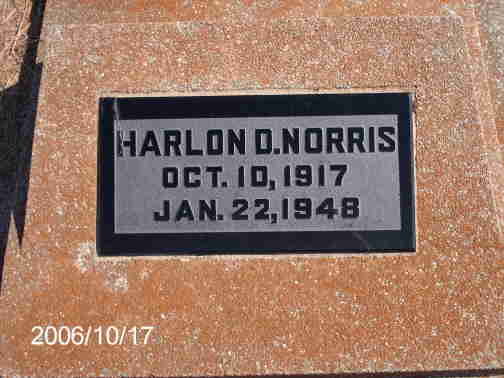 HARLON D. NORRIS
OCT. 10, 1917
JAN. 22, 1948
2006/10/17